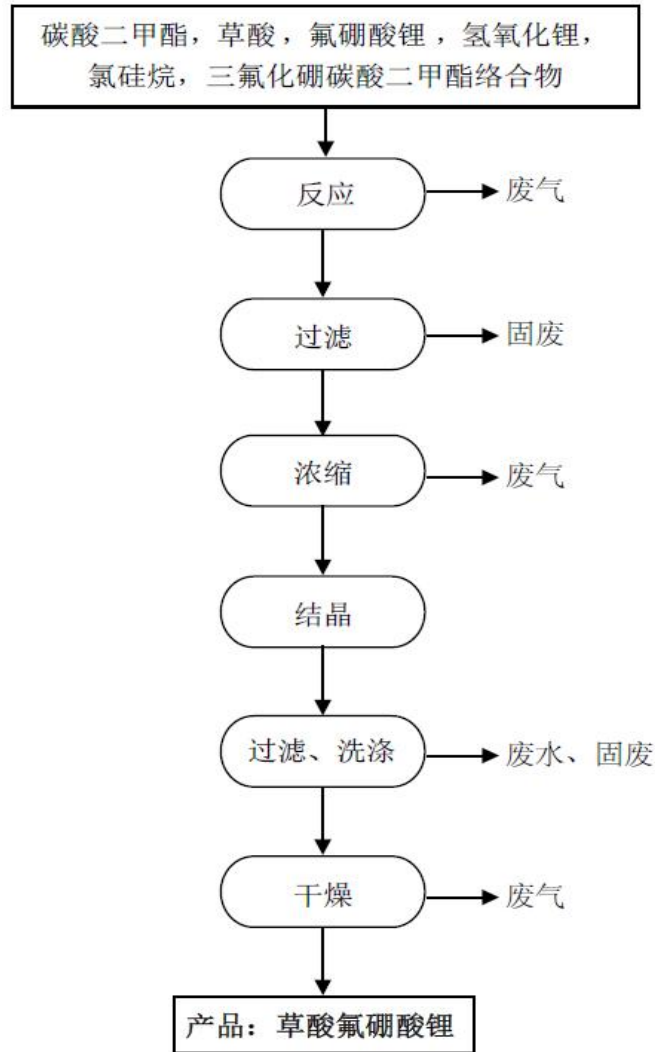 碳酸二甲酯，草酸，氟硼酸锂，氢氧化锂，
氯硅烷，三氟化硼碳酸二甲酯络合物
反应
废气
过滤
固废
浓缩
废气
结晶
过滤、洗涤
废水、固废
干燥
废气
产品：草酸氟硼酸锂